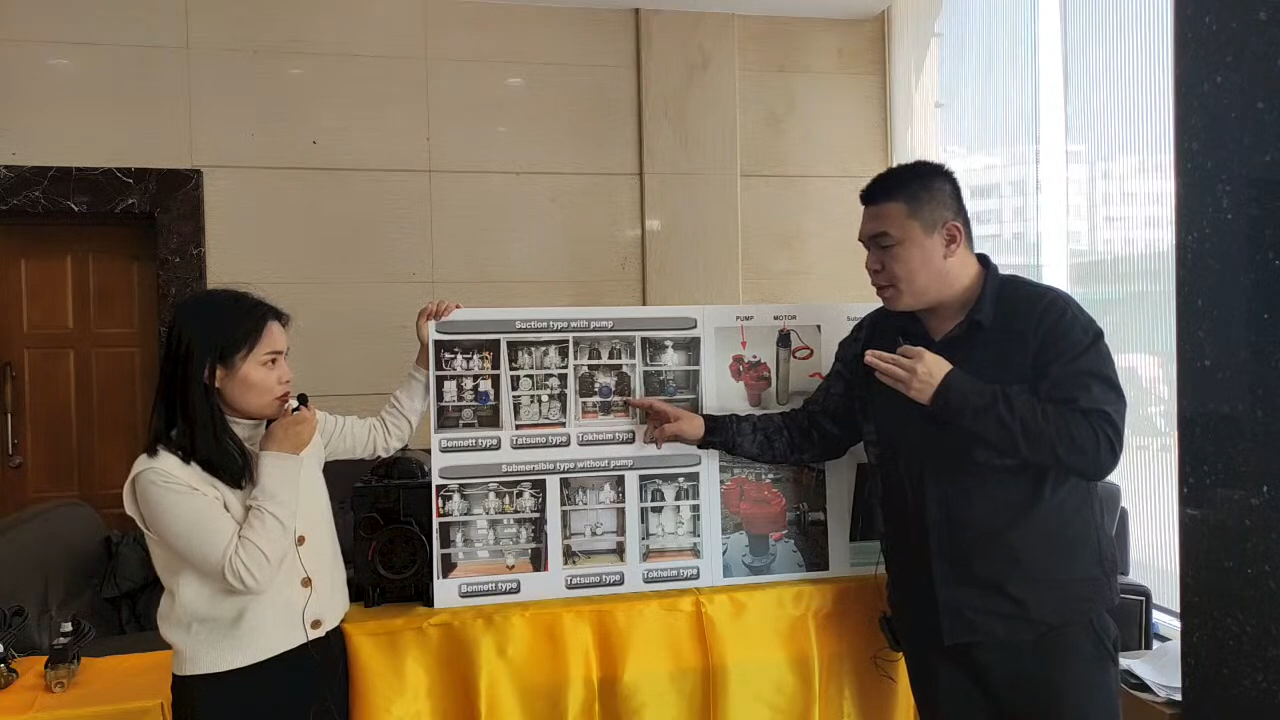 Suction type with pump
Bennett type
Tatsuno type
Tokheim type
Submersible type without pump
Bennett type
Tatsuno type
Tokheim type
PUMP
MOTOR